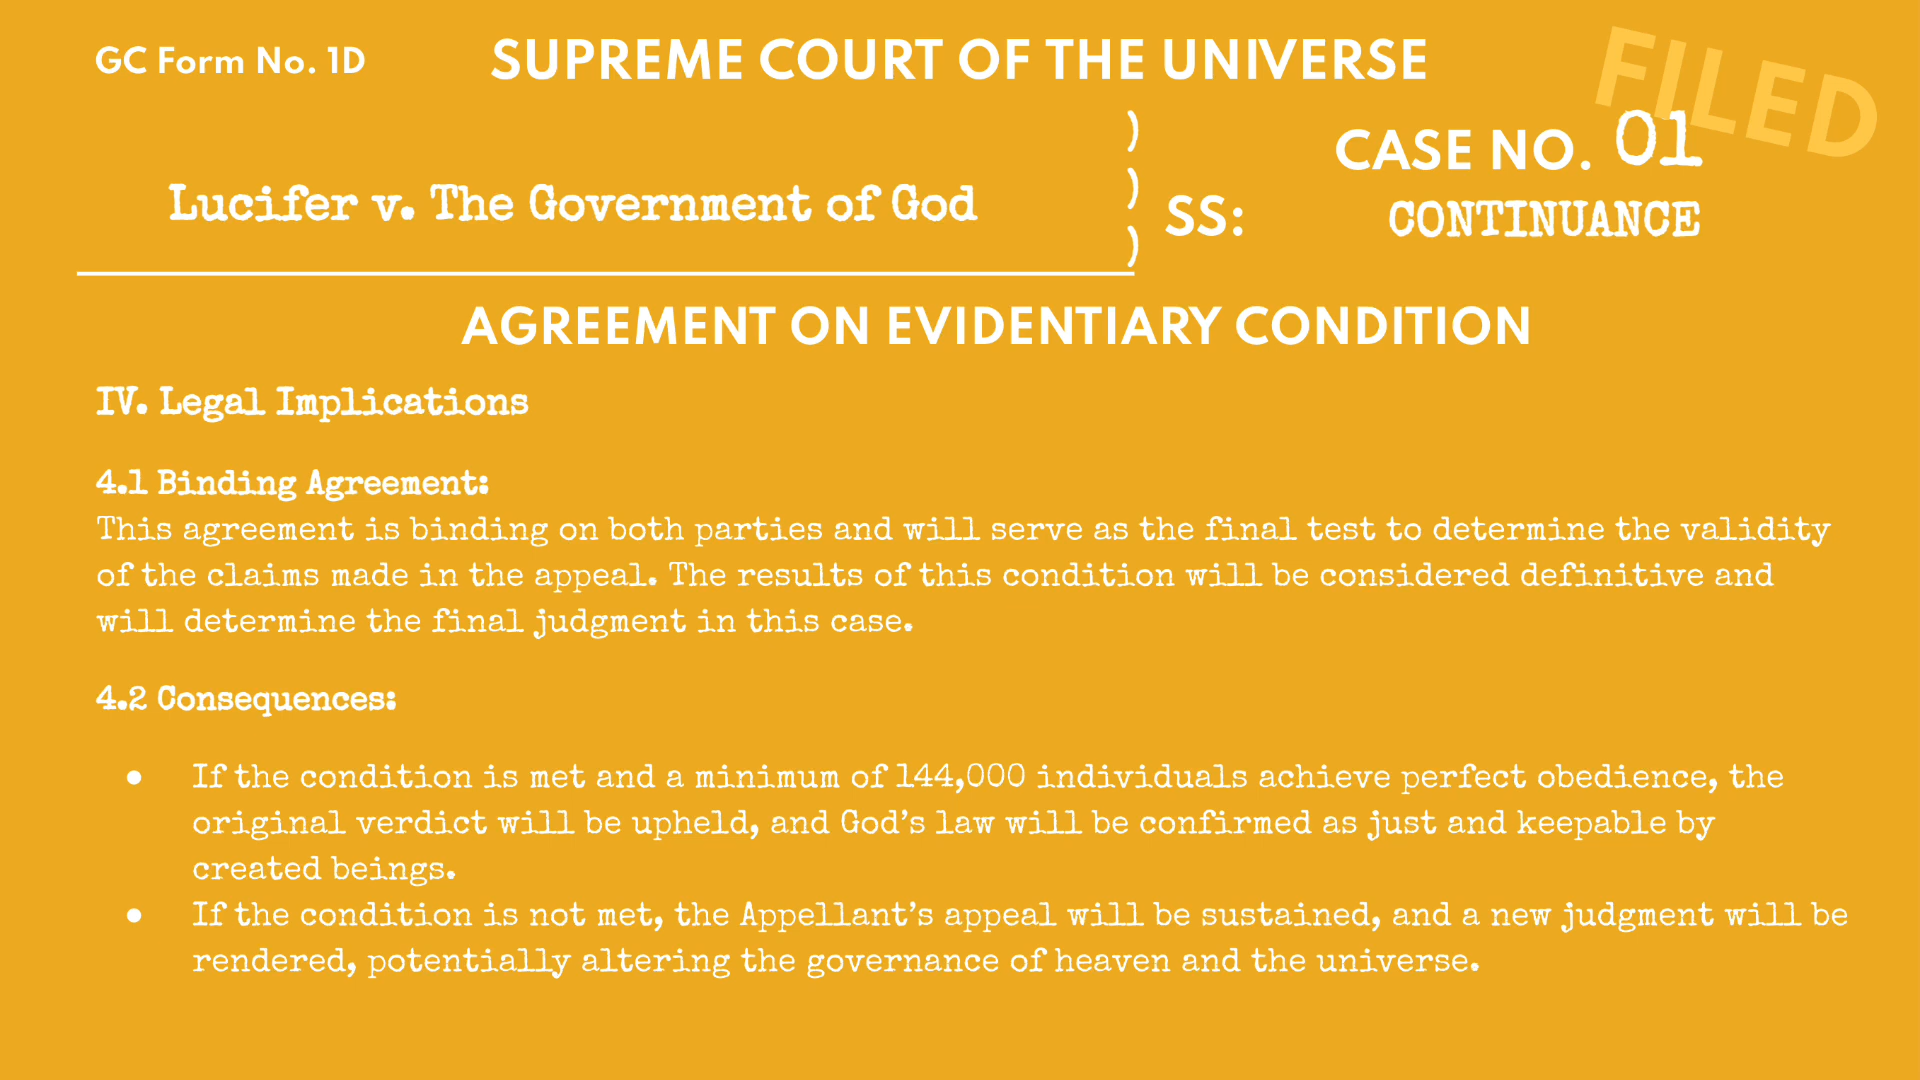 GC Form No. 1D
SUPREME COURT OF THE UNIVERSE
FILED
CASE NO. 01
Lucifer v. The Government of God
)
)
)
SS:
CONTINUANCE
AGREEMENT ON EVIDENTIARY CONDITION
IV. Legal Implications
4.1 Binding Agreement:
This agreement is binding on both parties and will serve as the final test to determine the validity
of the claims made in the appeal. The results of this condition will be considered definitive and
will determine the final judgment in this case.
4.2 Consequences:
● If the condition is met and a minimum of 144,000 individuals achieve perfect obedience, the
original verdict will be upheld, and God’s law will be confirmed as just and keepable by
created beings.
● If the condition is not met, the Appellant’s appeal will be sustained, and a new judgment will be
rendered, potentially altering the governance of heaven and the universe.